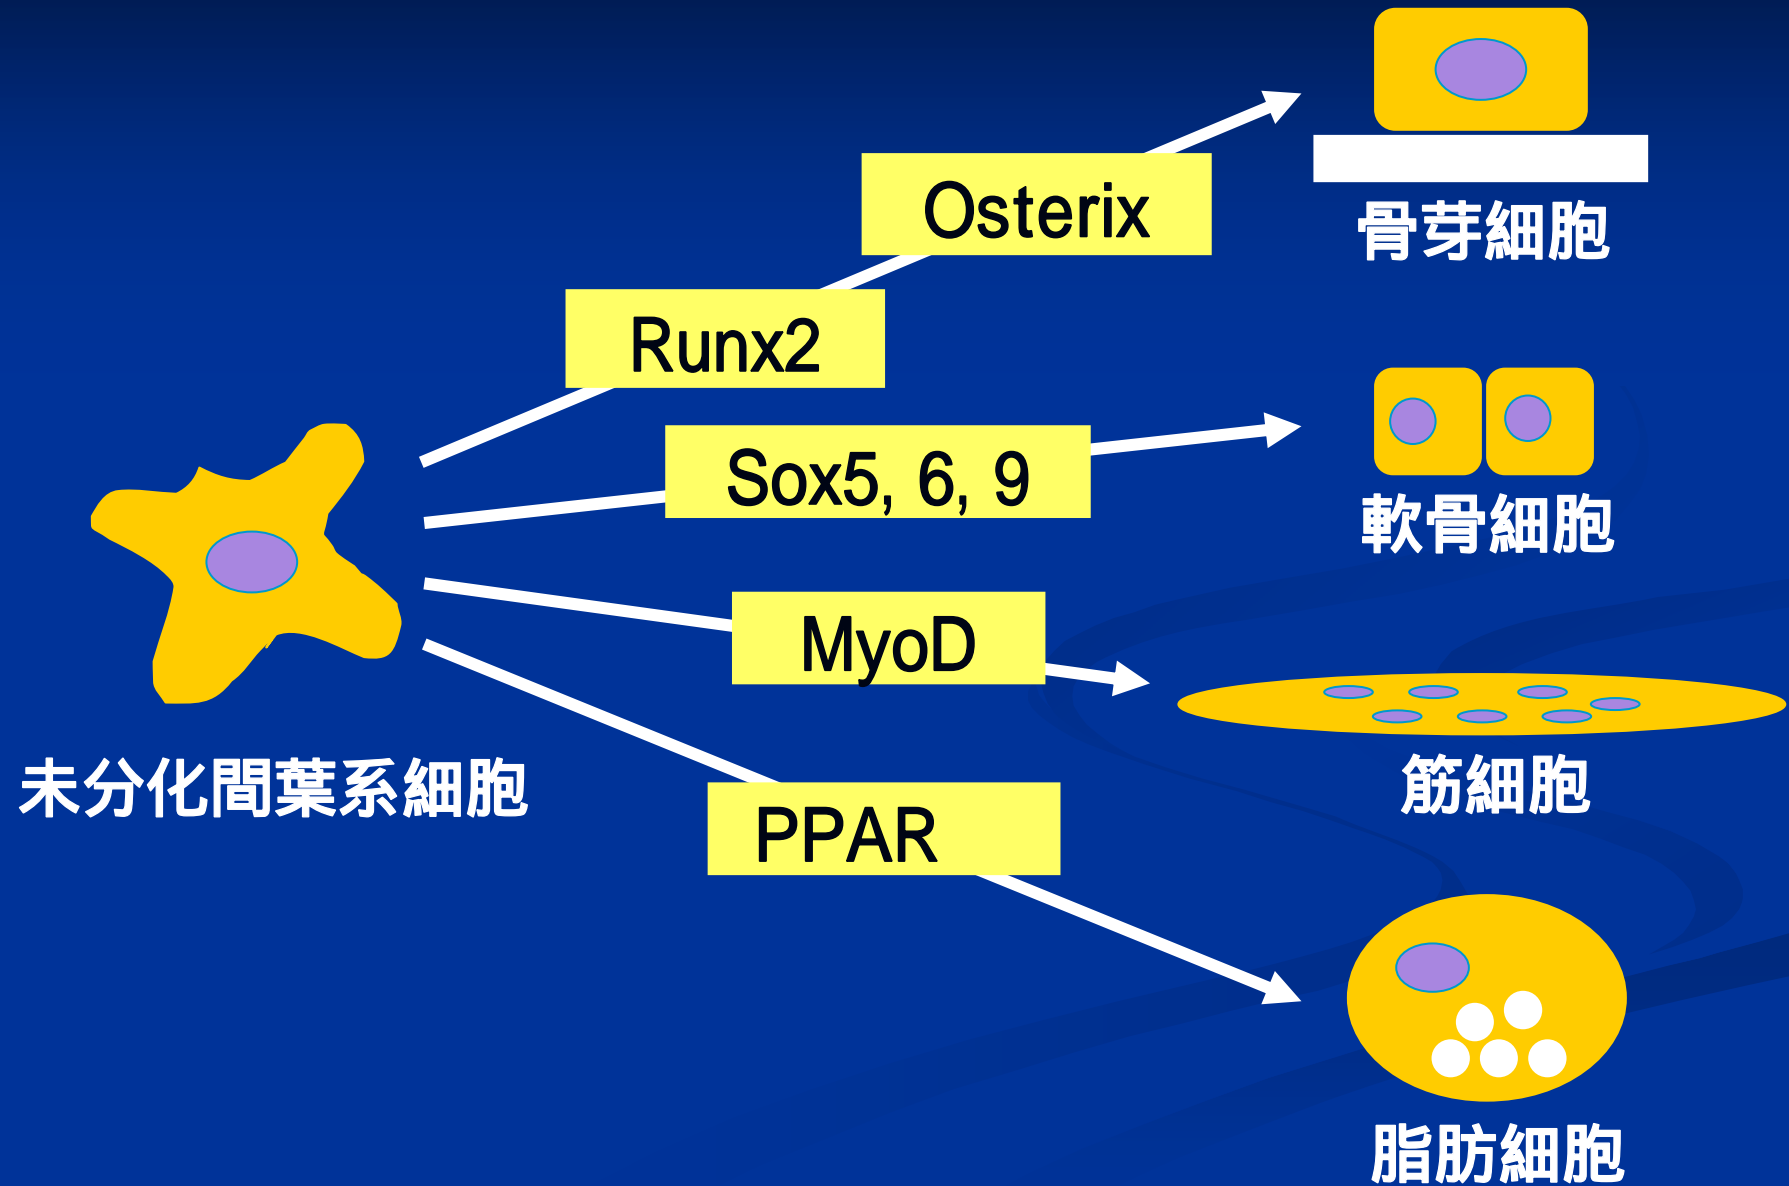 Osterix
骨芽細胞
Runx2
Sox5, 6, 9
軟骨細胞
MyoD
未分化間葉系細胞
筋細胞
PPAR
脂肪細胞